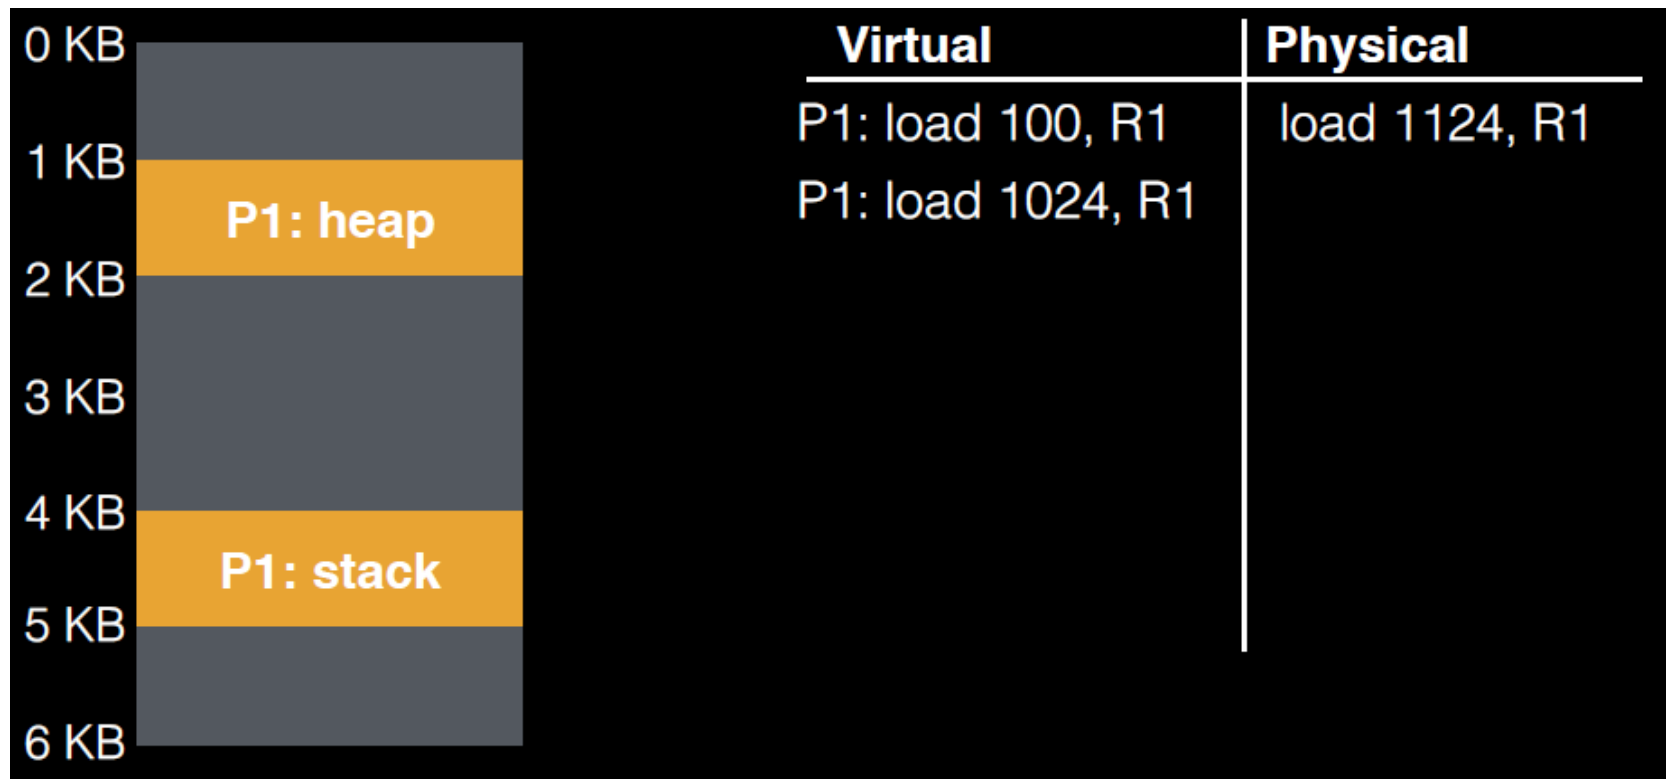 0 KB
1 KB
P1: heap
2 KB
3 KB
4 KB
P1: stack
5 KB
6 KB
Virtual Physical
P1: load 100, R1 load 1124, R1
P1: load 1024, R1